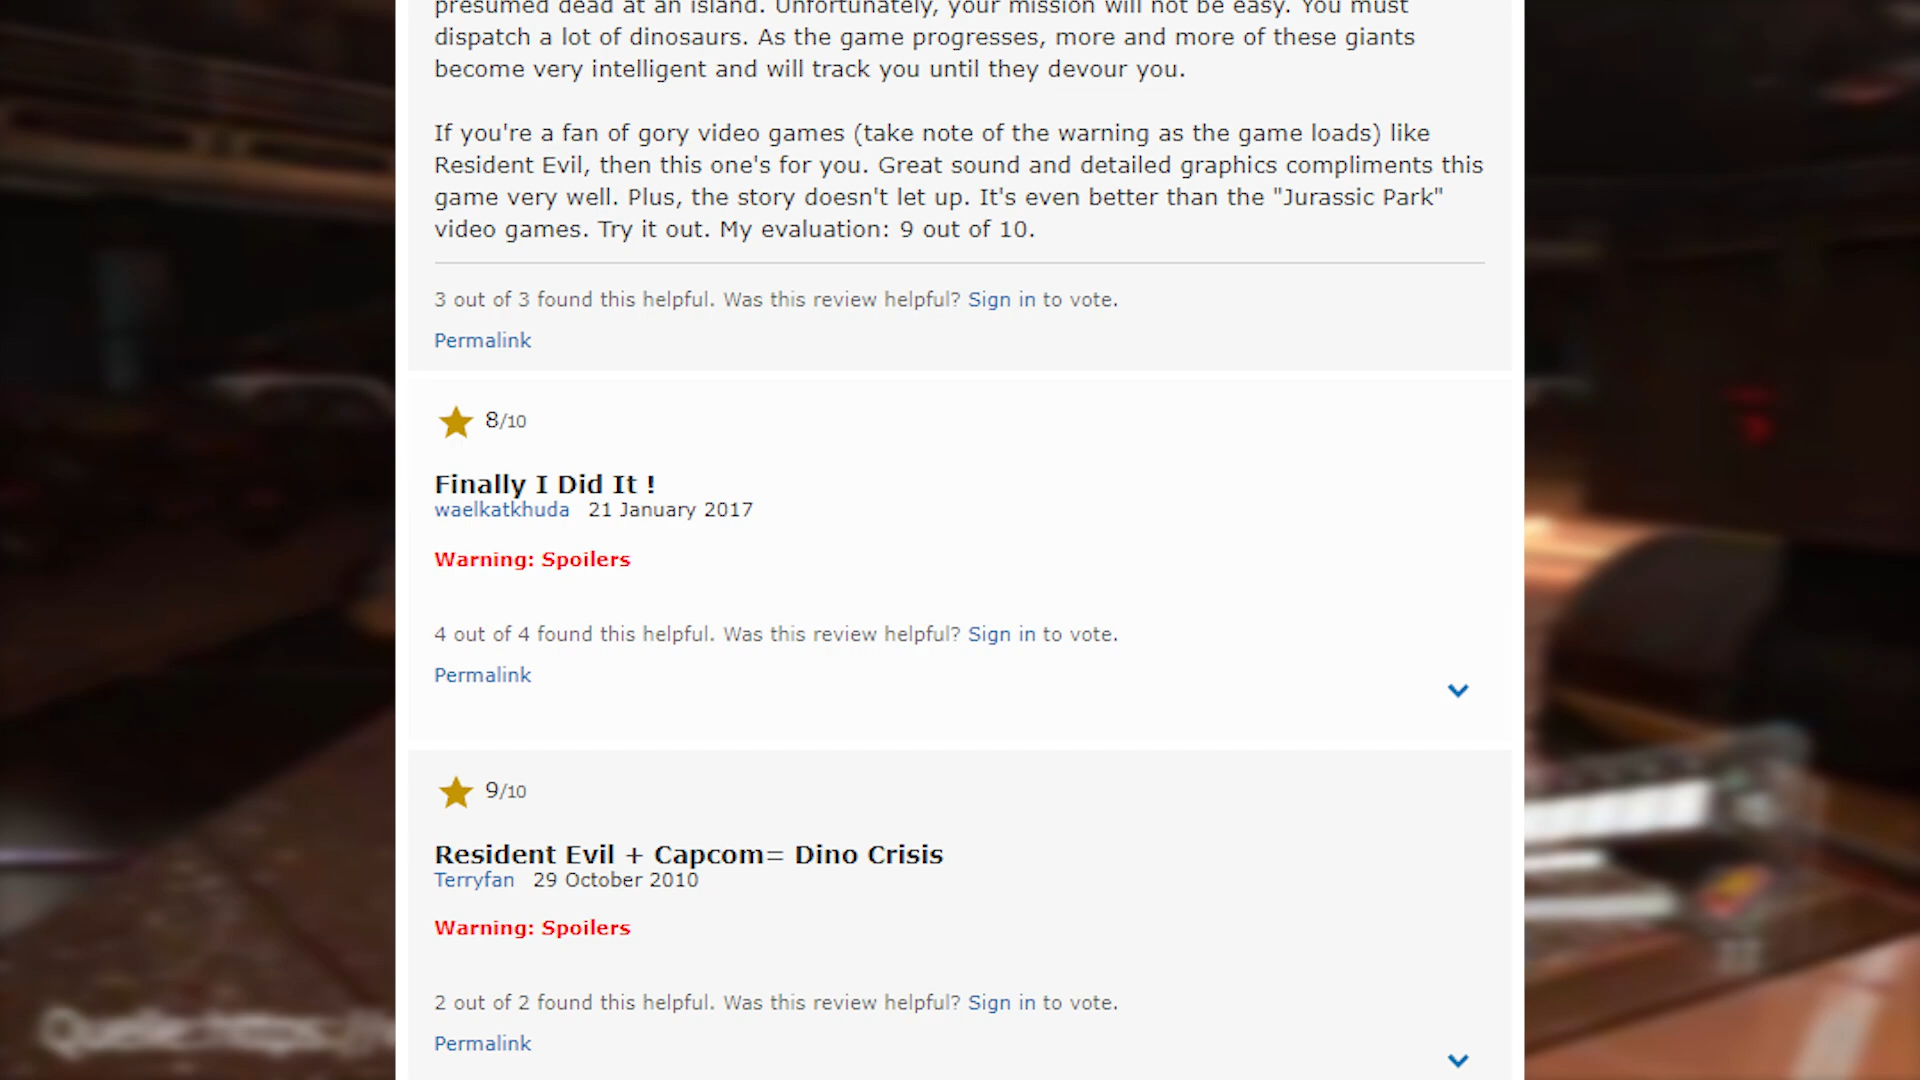 presumed dead at an island. Unfortunately, your mission will not be easy. You must
dispatch a lot of dinosaurs. As the game progresses, more and more of these giants
become very intelligent and will track you until they devour you.
If you're a fan of gory video games (take note of the warning as the game loads) like
Resident Evil, then this one's for you. Great sound and detailed graphics compliments this
game very well. Plus, the story doesn't let up. It's even better than the "Jurassic Park"
video games. Try it out. My evaluation: 9 out of 10.
3 out of 3 found this helpful. Was this review helpful? Sign in to vote.
Permalink
8/10
Finally I Did It !
waelkatkhuda 21 January 2017
Warning: Spoilers
4 out of 4 found this helpful. Was this review helpful? Sign in to vote.
Permalink
9/10
Resident Evil + Capcom= Dino Crisis
Terryfan 29 October 2010
Warning: Spoilers
2 out of 2 found this helpful. Was this review helpful? Sign in to vote.
Permalink
Quelle: https://